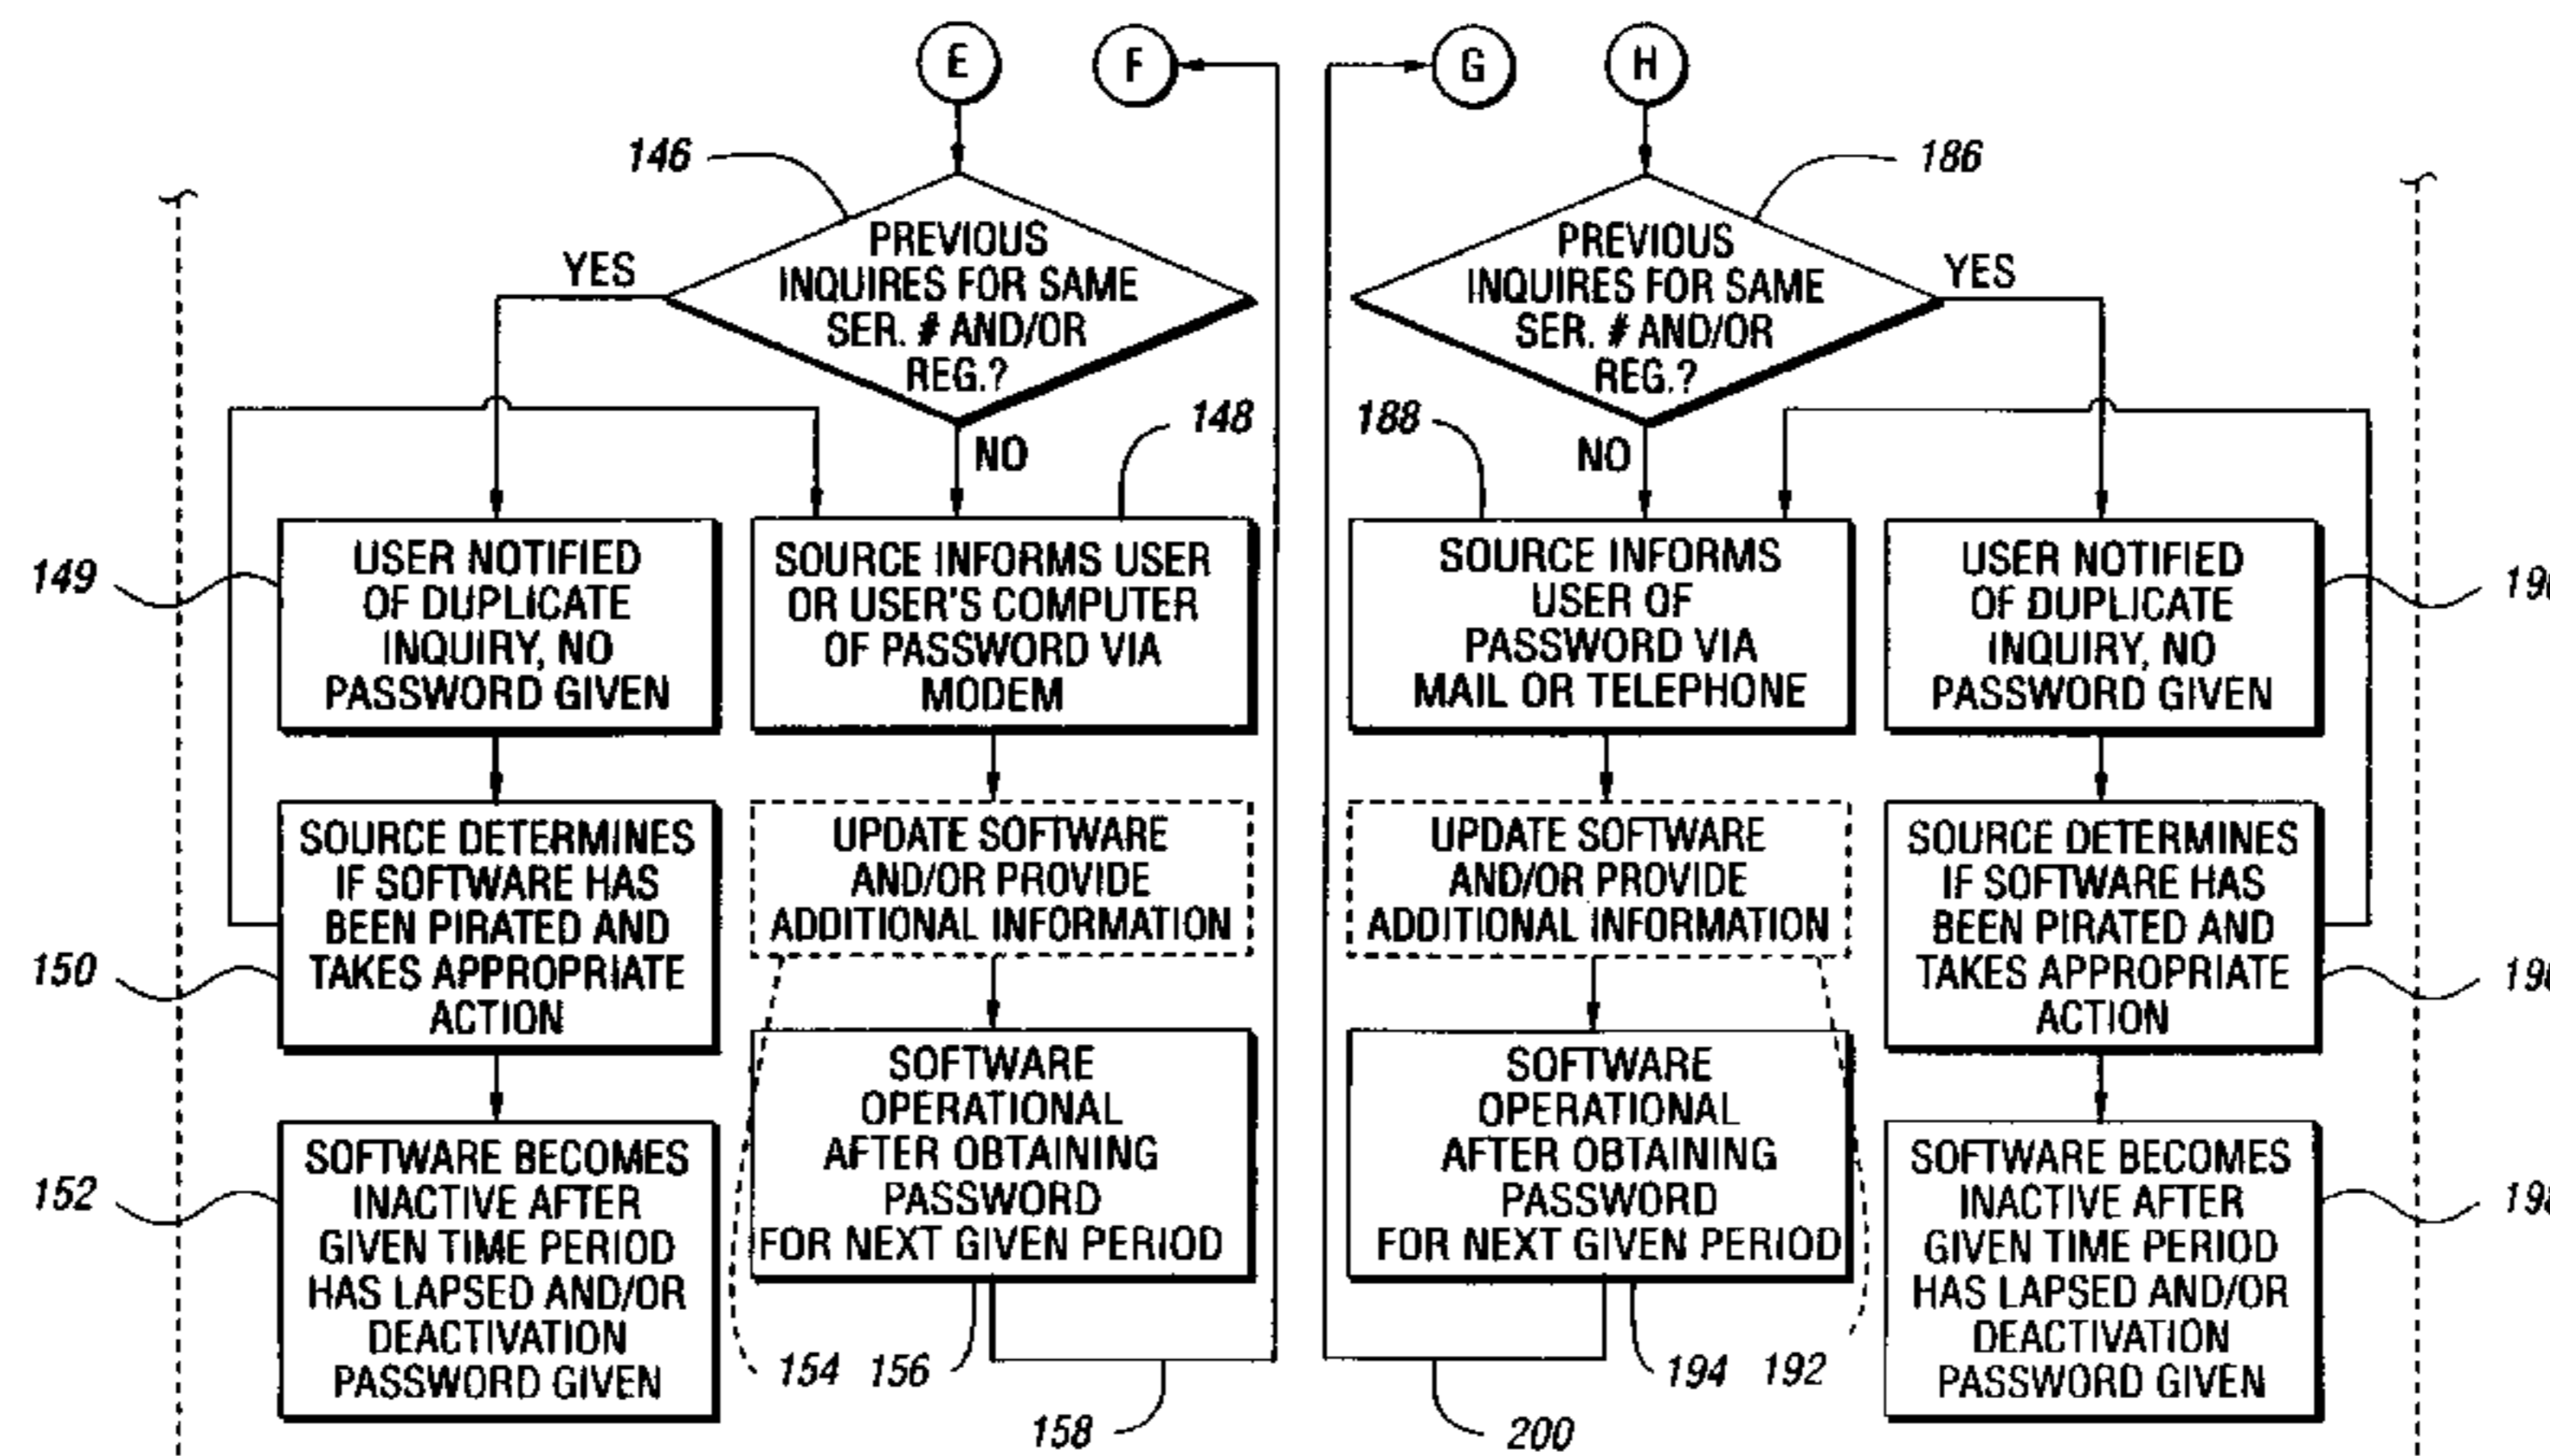 E
F
G
H
146
186
PREVIOUS
INQUIRES FOR SAME
SER. # AND/OR
REG.?
YES
NO
PREVIOUS
INQUIRES FOR SAME
SER. # AND/OR
REG.?
YES
NO
148
188
149
USER NOTIFIED
OF DUPLICATE
INQUIRY, NO
PASSWORD GIVEN
SOURCE INFORMS USER
OR USER'S COMPUTER
OF PASSWORD VIA
MODEM
SOURCE INFORMS
USER OF
PASSWORD VIA
MAIL OR TELEPHONE
USER NOTIFIED
OF DUPLICATE
INQUIRY, NO
PASSWORD GIVEN
150
SOURCE DETERMINES
IF SOFTWARE HAS
BEEN PIRATED AND
TAKES APPROPRIATE
ACTION
UPDATE SOFTWARE
AND/OR PROVIDE
ADDITIONAL INFORMATION
UPDATE SOFTWARE
AND/OR PROVIDE
ADDITIONAL INFORMATION
SOURCE DETERMINES
IF SOFTWARE HAS
BEEN PIRATED AND
TAKES APPROPRIATE
ACTION
152
SOFTWARE BECOMES
INACTIVE AFTER
GIVEN TIME PERIOD
HAS LAPSED AND/OR
DEACTIVATION
PASSWORD GIVEN
SOFTWARE
OPERATIONAL
AFTER OBTAINING
PASSWORD
FOR NEXT GIVEN PERIOD
SOFTWARE
OPERATIONAL
AFTER OBTAINING
PASSWORD
FOR NEXT GIVEN PERIOD
SOFTWARE BECOMES
INACTIVE AFTER
GIVEN TIME PERIOD
HAS LAPSED AND/OR
DEACTIVATION
PASSWORD GIVEN
154 156
194 192
158
200